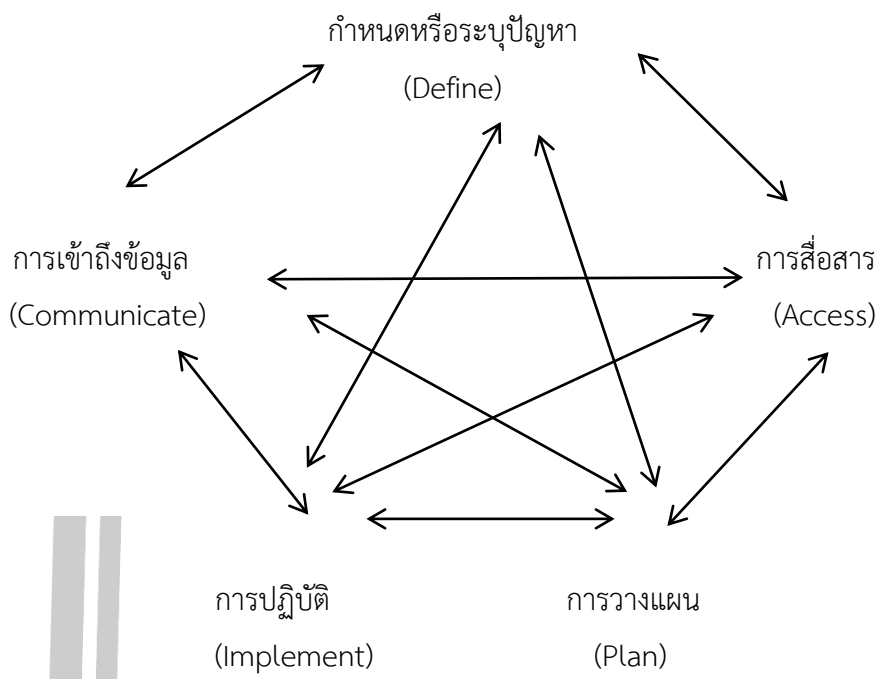 กำหนดหรือระบุปัญหา
(Define)
การเข้าถึงข้อมูล
(Communicate)
การสื่อสาร
(Access)
การปฏิบัติ
(Implement)
การวางแผน
(Plan)